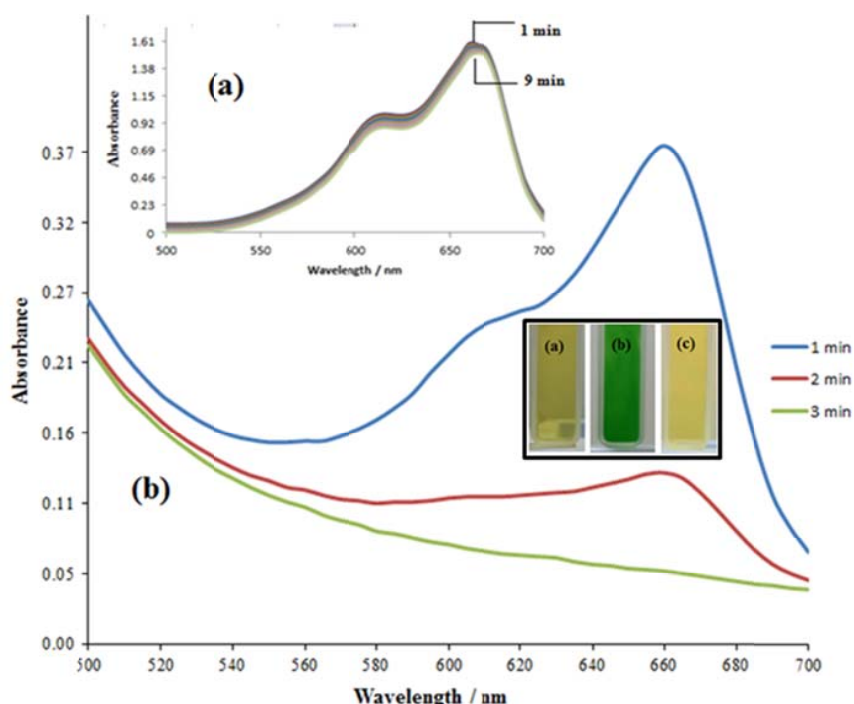 1.61
1.38
1.15
0.92
0.69
0.46
0.23
0
Absorbance
(a)
1 min
9 min
500
550
600
650
700
Wavelength / nm
0.37
0.32
0.27
0.21
0.16
0.11
0.05
0.00
Absorbance
(b)
(a)
(b)
(c)
1 min
2 min
3 min
500
520
540
560
580
600
620
640
660
680
700
Wavelength / nm